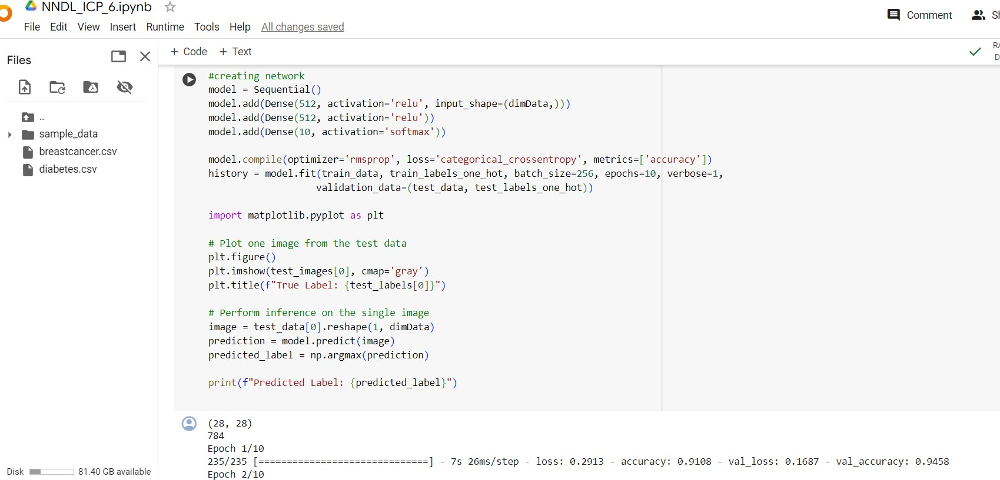 NNDL_ICP_6.ipynb
File Edit View Insert Runtime Tools Help All changes saved
Comment
Sh
Files
+ Code + Text
RA
D
..
sample_data
breastcancer.csv
diabetes.csv
#creating network
model = Sequential()
model.add(Dense(512, activation='relu', input_shape=(dimData,)))
model.add(Dense(512, activation='relu'))
model.add(Dense(10, activation='softmax'))
model.compile(optimizer='rmsprop', loss='categorical_crossentropy', metrics=['accuracy'])
history = model.fit(train_data, train_labels_one_hot, batch_size=256, epochs=10, verbose=1,
validation_data=(test_data, test_labels_one_hot))
import matplotlib.pyplot as plt
# Plot one image from the test data
plt.figure()
plt.imshow(test_images[0], cmap='gray')
plt.title(f"True Label: {test_labels[0]}")
# Perform inference on the single image
image = test_data[0].reshape(1, dimData)
prediction = model.predict(image)
predicted_label = np.argmax(prediction)
print(f"Predicted Label: {predicted_label}")
(28, 28)
784
Epoch 1/10
235/235 [==============================] - 7s 26ms/step - loss: 0.2913 - accuracy: 0.9108 - val_loss: 0.1687 - val_accuracy: 0.9458
Epoch 2/10
Disk 81.40 GB available